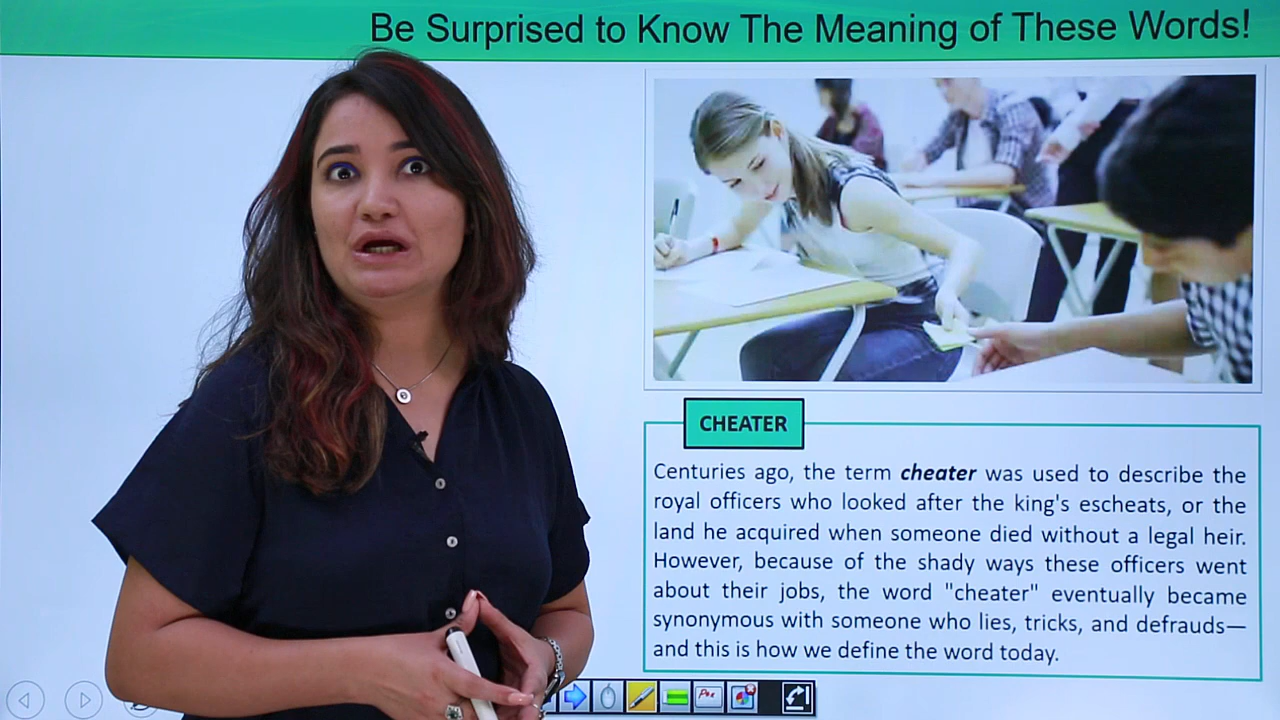 Be Surprised to Know The Meaning of These Words!
CHEATER
Centuries ago, the term cheater was used to describe the
royal officers who looked after the king's escheats, or the
land he acquired when someone died without a legal heir.
However, because of the shady ways these officers went
about their jobs, the word "cheater" eventually became
synonymous with someone who lies, tricks, and defrauds—
and this is how we define the word today.